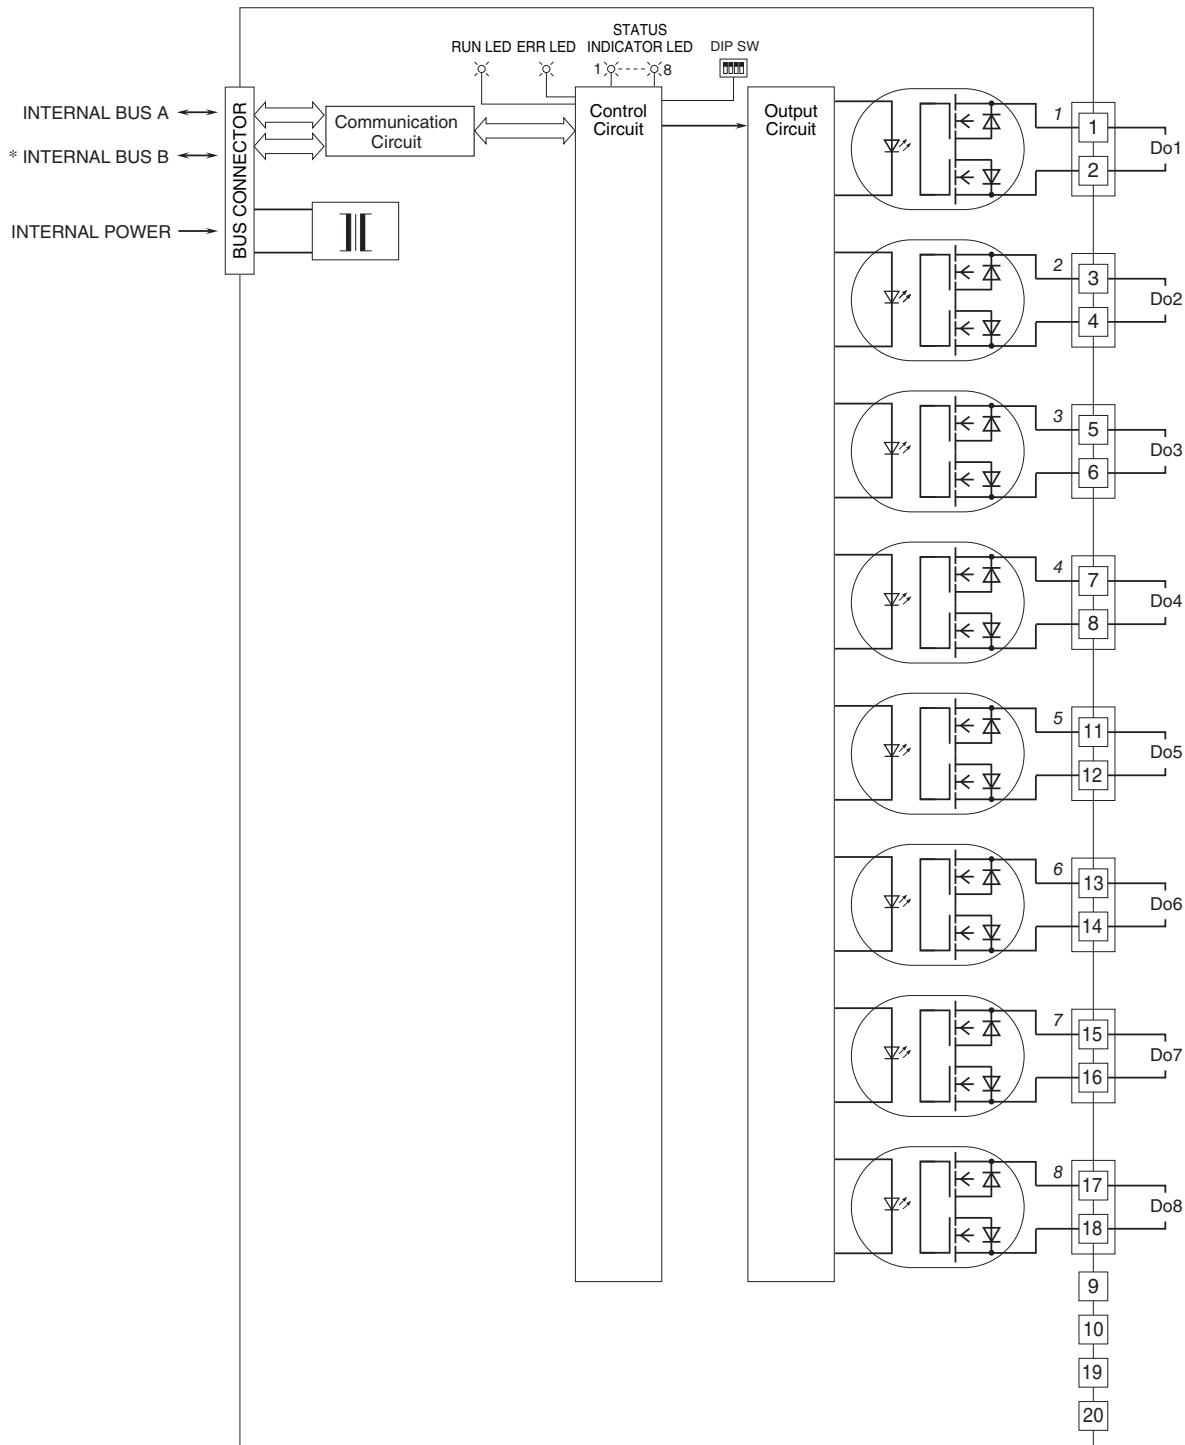 STATUS
RUN LED ERR LED INDICATOR LED DIP SW
1 8
INTERNAL BUS A
* INTERNAL BUS B
INTERNAL POWER
BUS CONNECTOR
Communication
Circuit
Control
Circuit
Output
Circuit
1 1 Do1
2
2 3 Do2
4
3 5 Do3
6
4 7 Do4
8
5 11 Do5
12
6 13 Do6
14
7 15 Do7
16
8 17 Do8
18
9
10
19
20